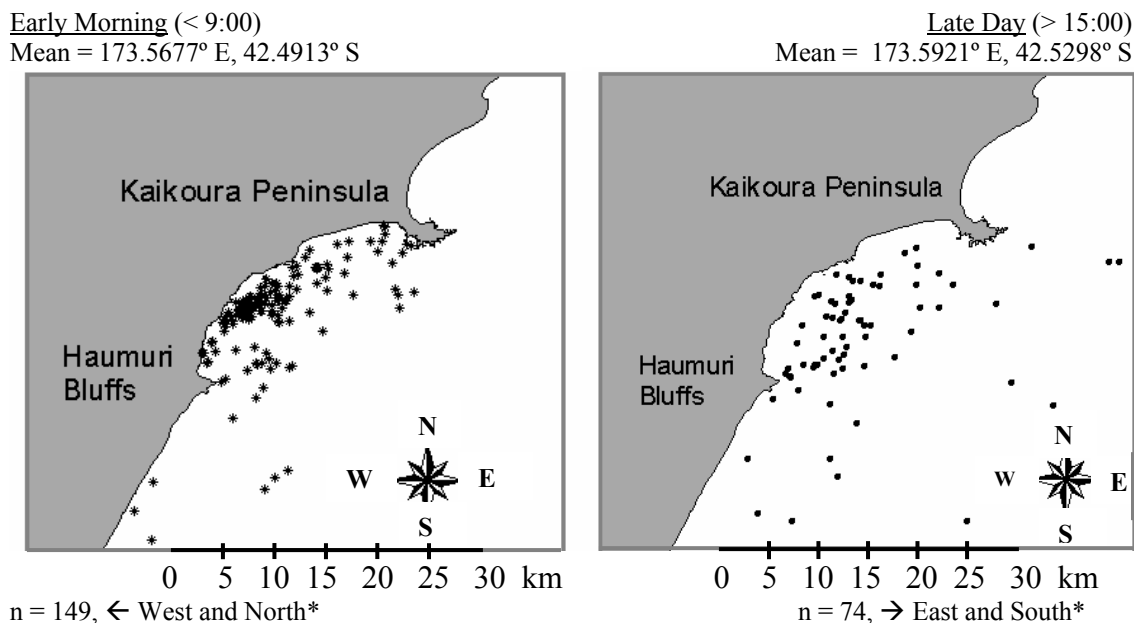 Early Morning (< 9:00)
Mean = 173.5677º E, 42.4913º S
Kaikoura Peninsula
Haumuri
Bluffs
N
W E
S
0 5 10 15 20 25 30 km
n = 149, ← West and North*
Late Day (> 15:00)
Mean = 173.5921º E, 42.5298º S
Kaikoura Peninsula
Haumuri
Bluffs
N
W E
S
0 5 10 15 20 25 30 km
n = 74, → East and South*